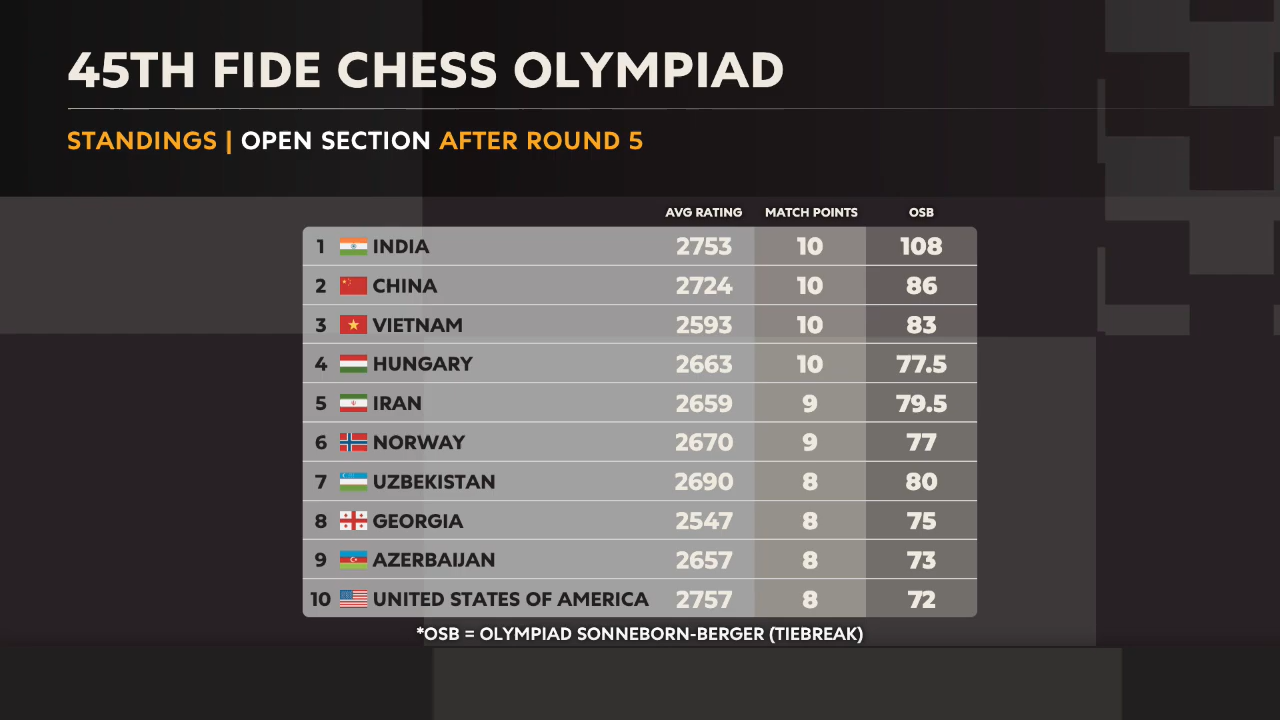 45TH FIDE CHESS OLYMPIAD
STANDINGS | OPEN SECTION AFTER ROUND 5
AVG RATING MATCH POINTS OSB
1 INDIA 2753 10 108
2 CHINA 2724 10 86
3 VIETNAM 2593 10 83
4 HUNGARY 2663 10 77.5
5 IRAN 2659 9 79.5
6 NORWAY 2670 9 77
7 UZBEKISTAN 2690 8 80
8 GEORGIA 2547 8 75
9 AZERBAIJAN 2657 8 73
10 UNITED STATES OF AMERICA 2757 8 72
*OSB = OLYMPIAD SONNEBORN-BERGER (TIEBREAK)